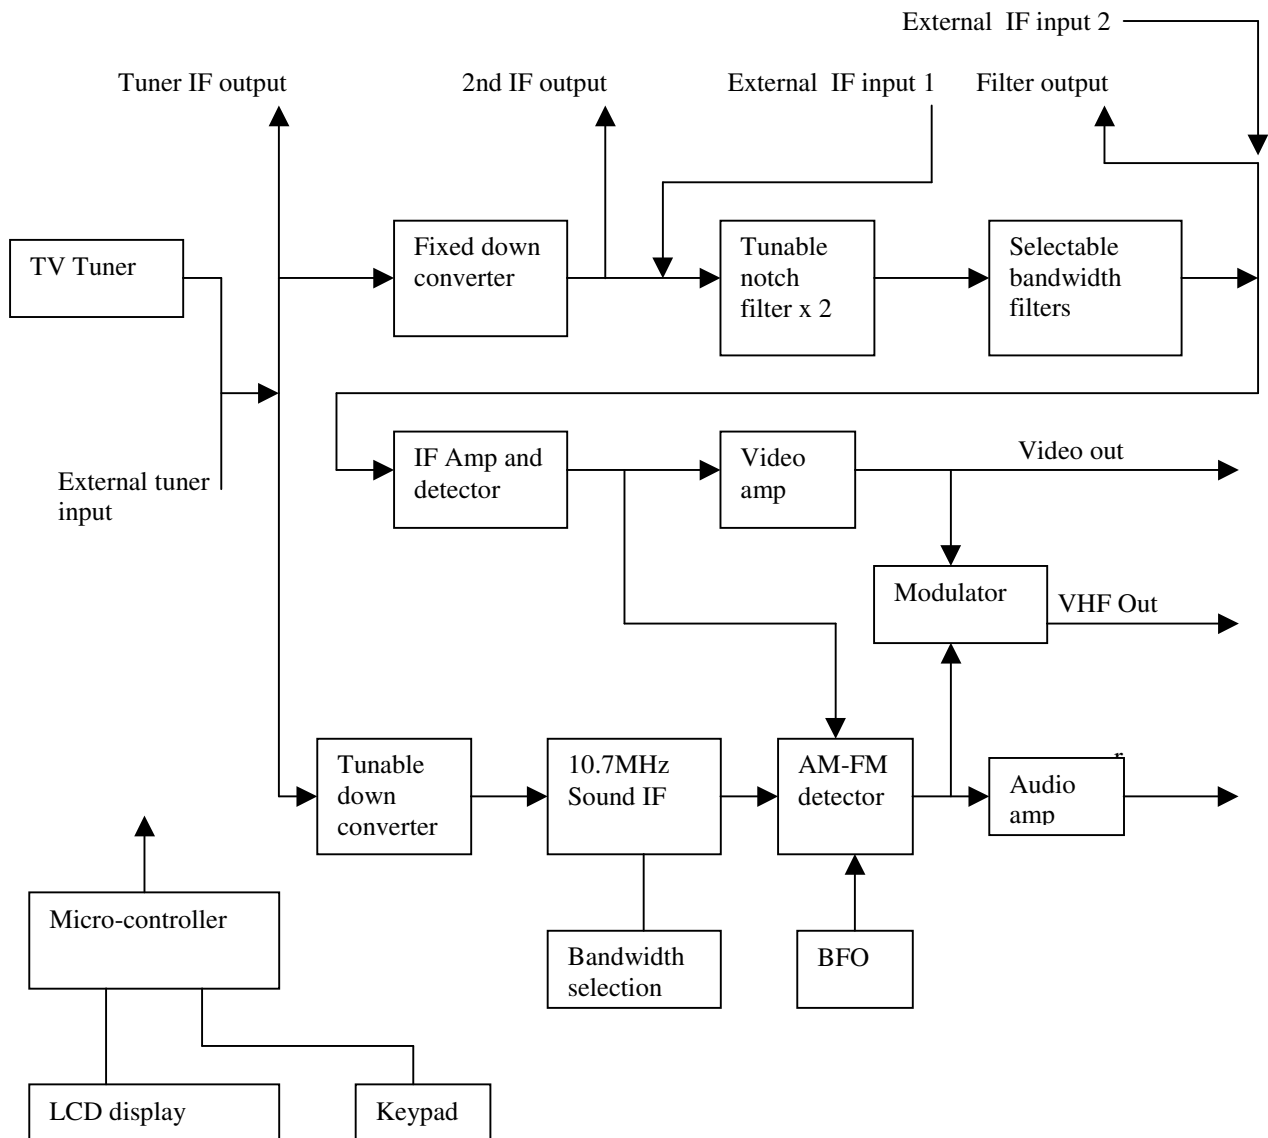 External IF input 2
Tuner IF output
2nd IF output
External IF input 1
Filter output
TV Tuner
Fixed down
converter
Tunable
notch
filter x 2
Selectable
bandwidth
filters
External tuner
input
IF Amp and
detector
Video
amp
Video out
Modulator
VHF Out
Tunable
down
converter
10.7MHz
Sound IF
AM-FM
detector
r
Audio
amp
Micro-controller
Bandwidth
selection
BFO
LCD display
Keypad